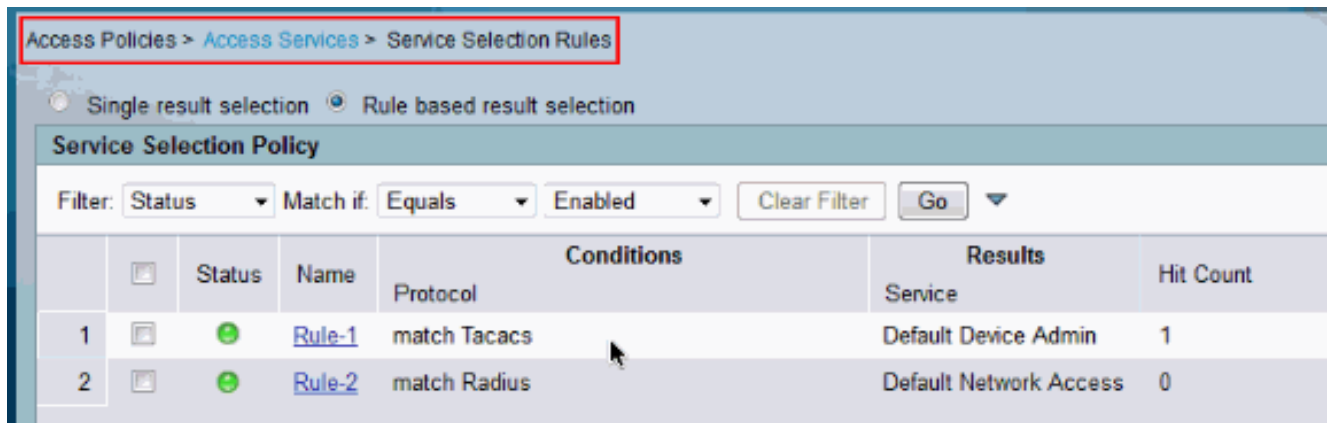 Access Policies > Access Services > Service Selection Rules
Single result selection Rule based result selection
Service Selection Policy
Filter: Status Match if: Equals Enabled Clear Filter Go
Conditions Results
Status Name Protocol Service Hit Count
1 Rule-1 match Tacacs Default Device Admin 1
2 Rule-2 match Radius Default Network Access 0